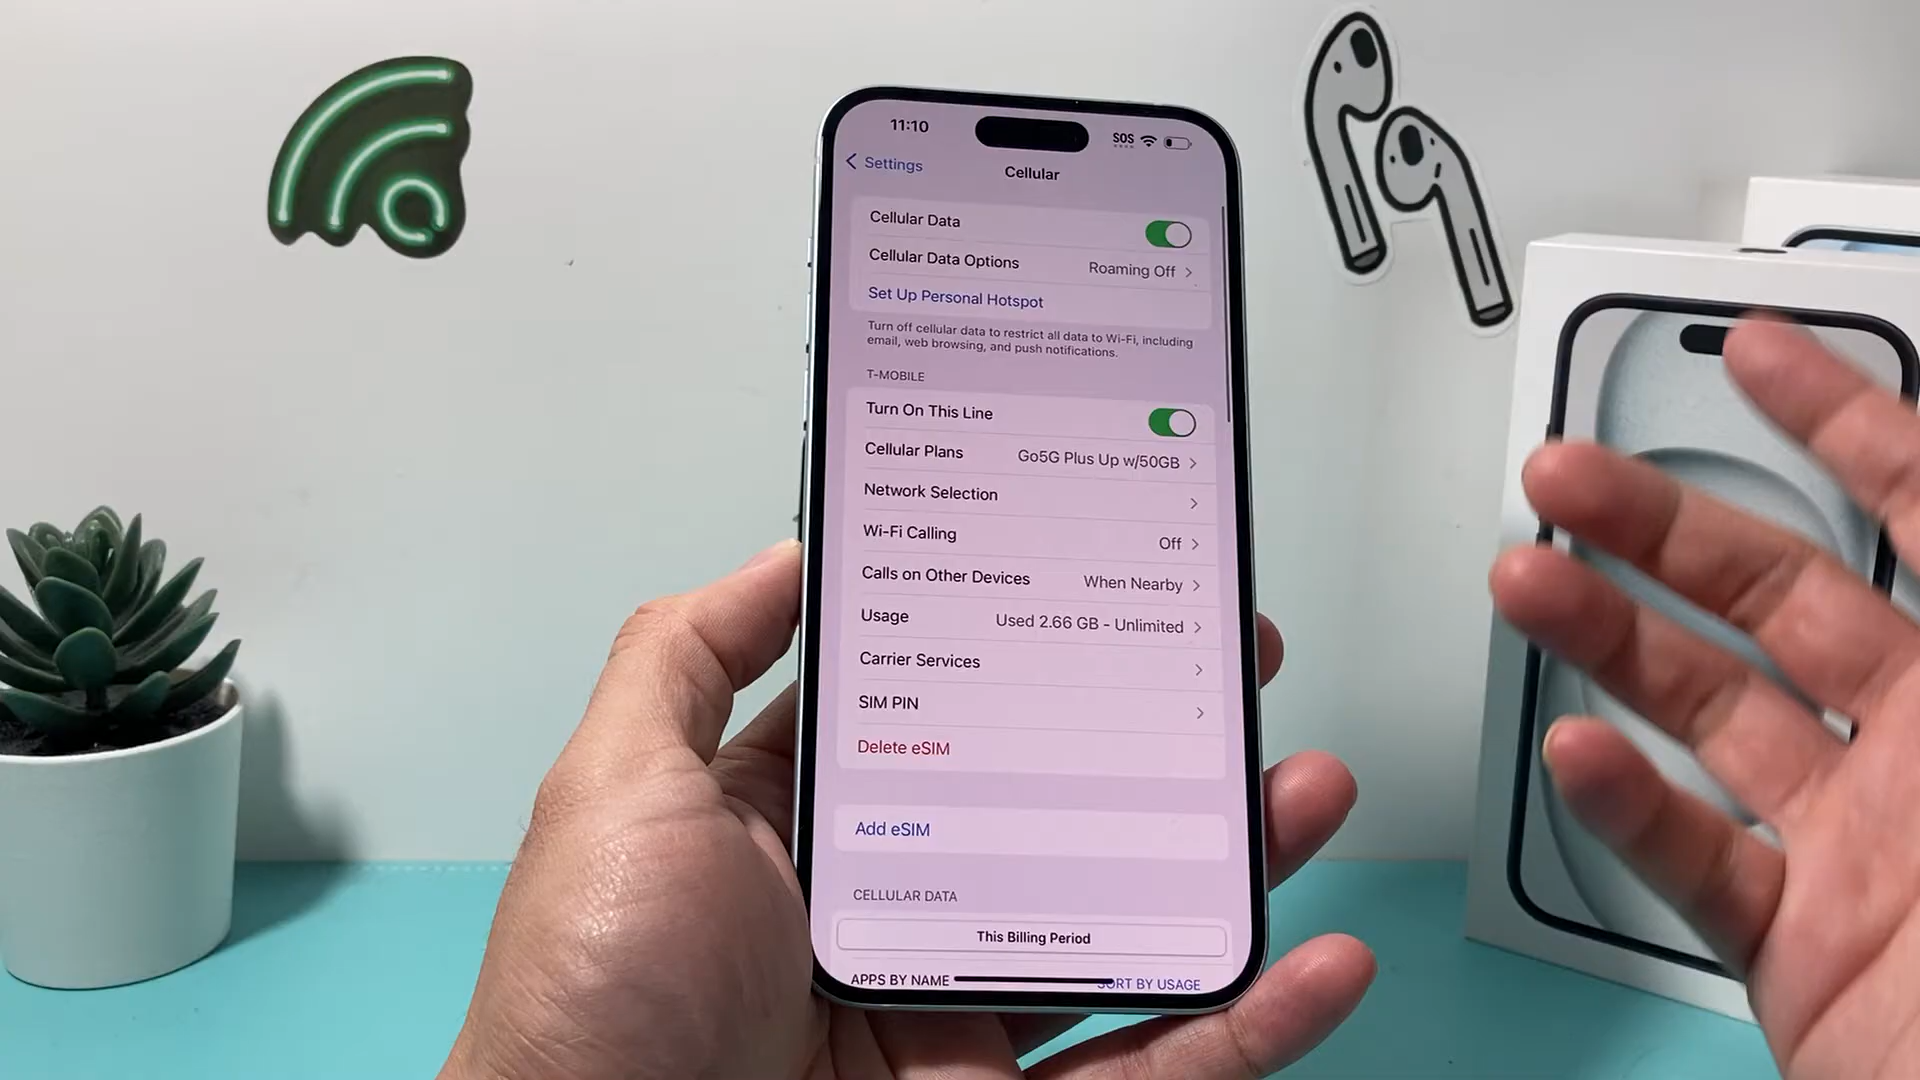 11:10
SOS
Settings
Cellular
Cellular Data
Cellular Data Options Roaming Off
Set Up Personal Hotspot
Turn off cellular data to restrict all data to Wi-Fi, including
email, web browsing, and push notifications.
T-MOBILE
Turn On This Line
Cellular Plans Go5G Plus Up w/50GB
Network Selection
Wi-Fi Calling Off
Calls on Other Devices When Nearby
Usage Used 2.66 GB - Unlimited
Carrier Services
SIM PIN
Delete eSIM
Add eSIM
CELLULAR DATA
This Billing Period
APPS BY NAME SORT BY USAGE